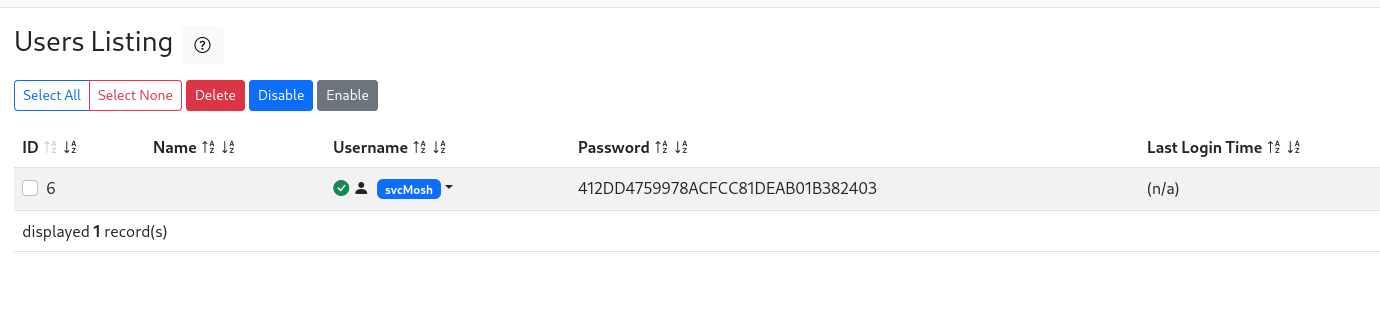 Users Listing
Select All Select None Delete Disable Enable
ID Name Username Password Last Login Time
6 svcMosh 412DD4759978ACFCC81DEAB01B382403 (n/a)
displayed 1 record(s)